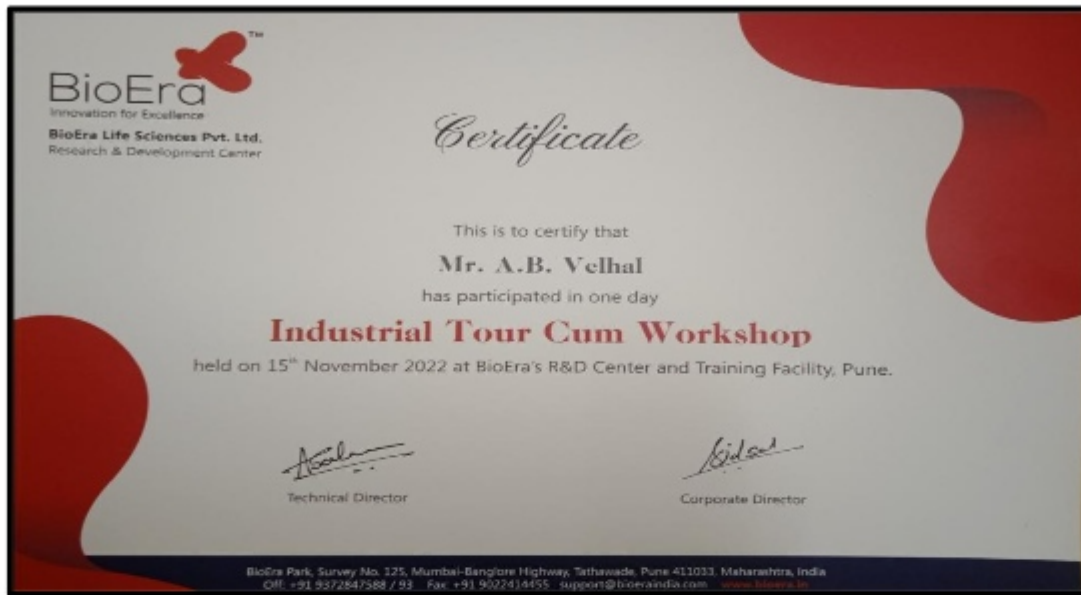 BioEra
TM
Innovation for Excellence
BioEra Life Sciences Pvt. Ltd.
Research & Development Center
Certificate
This is to certify that
Mr. A.B. Velhal
has participated in one day
Industrial Tour Cum Workshop
held on 15th November 2022 at BioEra's R&D Center and Training Facility, Pune.
Technical Director
Corporate Director
BioEra Park, Survey No. 125, Mumbai-Banglore Highway, Tathawade, Pune 411033, Maharashtra, India
Off: +91 9372847588 / 93 Fax: +91 9022414455 support@bioeraindia.com www.bioera.in